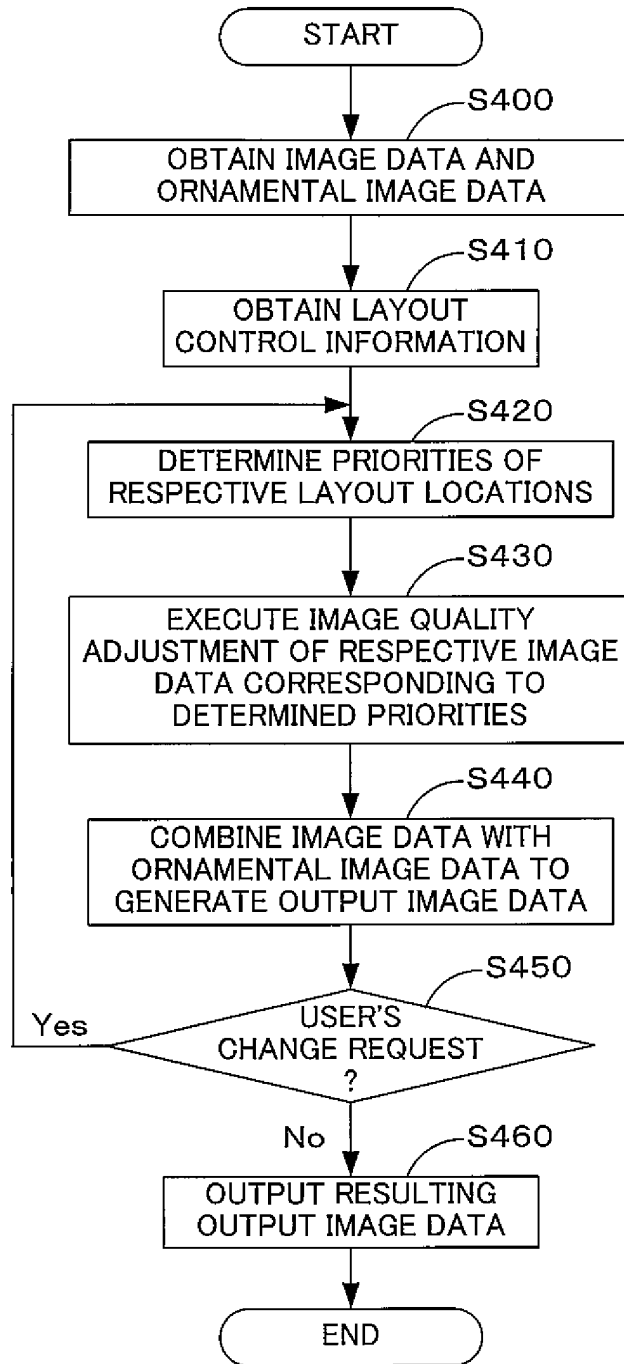 START
S400
OBTAIN IMAGE DATA AND
ORNAMENTAL IMAGE DATA
S410
OBTAIN LAYOUT
CONTROL INFORMATION
S420
DETERMINE PRIORITIES OF
RESPECTIVE LAYOUT LOCATIONS
S430
EXECUTE IMAGE QUALITY
ADJUSTMENT OF RESPECTIVE IMAGE
DATA CORRESPONDING TO
DETERMINED PRIORITIES
S440
COMBINE IMAGE DATA WITH
ORNAMENTAL IMAGE DATA TO
GENERATE OUTPUT IMAGE DATA
S450
Yes
USER'S
CHANGE REQUEST
?
No
S460
OUTPUT RESULTING
OUTPUT IMAGE DATA
END